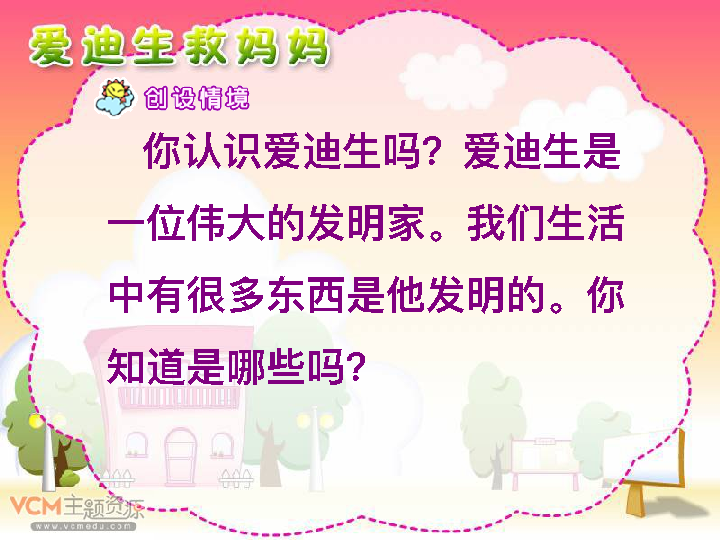 爱迪生救妈妈
创设情境
你认识爱迪生吗？爱迪生是
一位伟大的发明家。我们生活
中有很多东西是他发明的。你
知道是哪些吗？
VCM主题资源
www.vcmedu.com